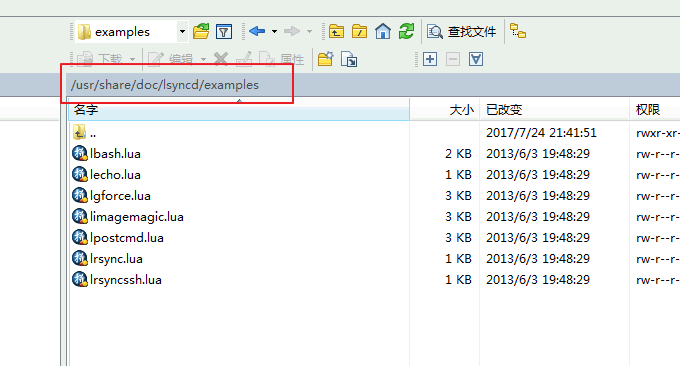 examples 查找文件
下载 编辑 属性
/usr/share/doc/lsyncd/examples
名字 大小 已改变 权限
.. 2017/7/24 21:41:51 rwxr-xr-
lbash.lua 2 KB 2013/6/3 19:48:29 rw-r--r--
lecho.lua 1 KB 2013/6/3 19:48:29 rw-r--r--
lgforce.lua 3 KB 2013/6/3 19:48:29 rw-r--r--
limagemagic.lua 3 KB 2013/6/3 19:48:29 rw-r--r--
lpostcmd.lua 3 KB 2013/6/3 19:48:29 rw-r--r--
lrsync.lua 1 KB 2013/6/3 19:48:29 rw-r--r--
lrsyncssh.lua 1 KB 2013/6/3 19:48:29 rw-r--r--